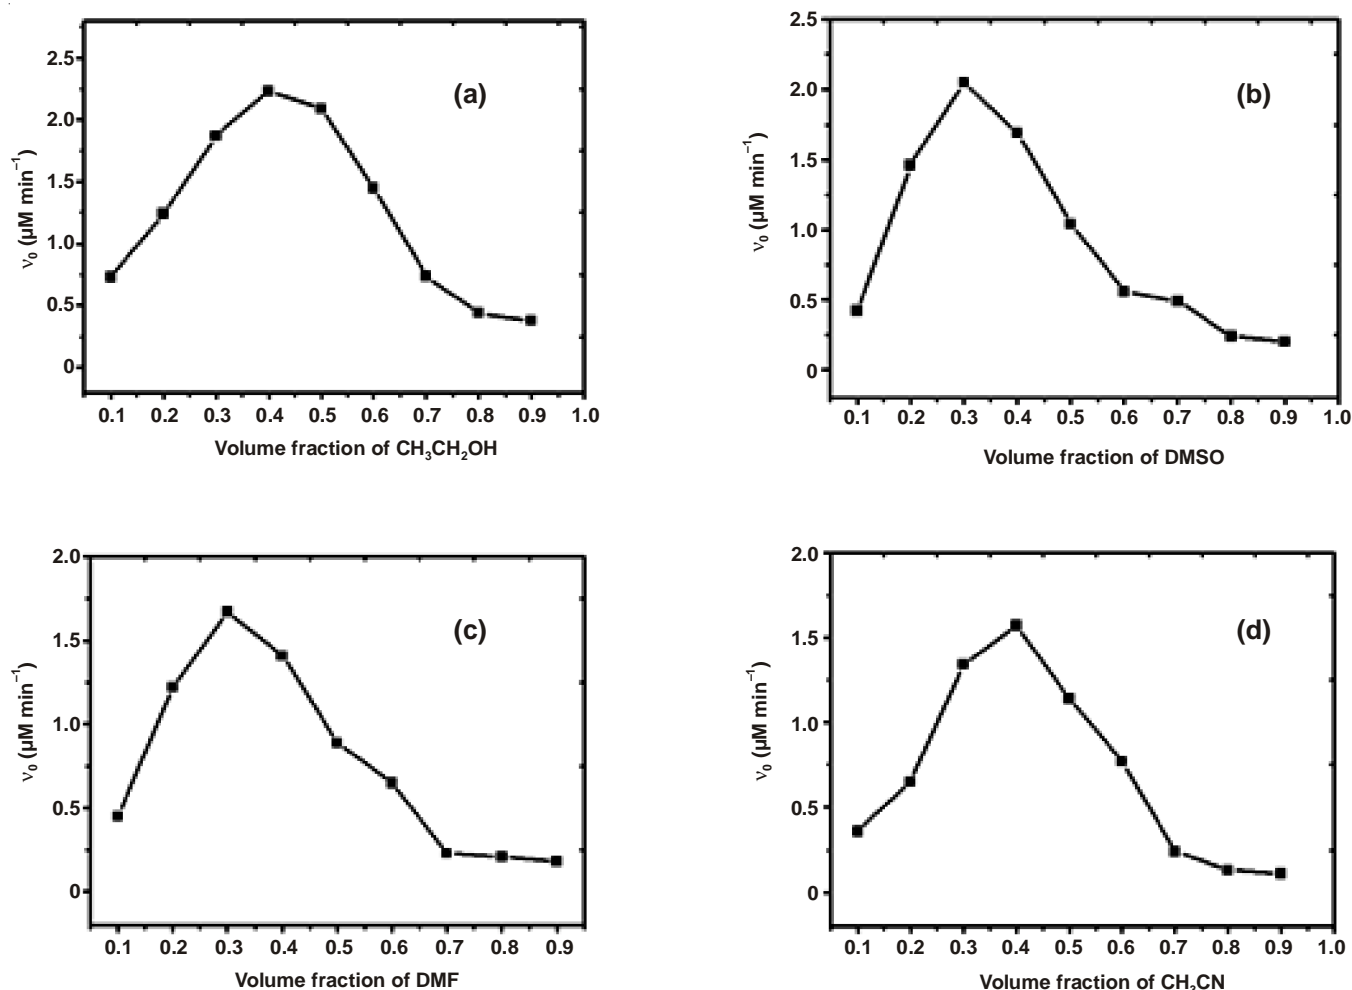 2.5
2.0
1.5
1.0
0.5
0
ν₀ (µM min⁻¹)
(a)
0.1 0.2 0.3 0.4 0.5 0.6 0.7 0.8 0.9 1.0
Volume fraction of CH₃CH₂OH
2.5
2.0
1.5
1.0
0.5
0
ν₀ (µM min⁻¹)
(b)
0.1 0.2 0.3 0.4 0.5 0.6 0.7 0.8 0.9 1.0
Volume fraction of DMSO
2.0
1.5
1.0
0.5
0
ν₀ (µM min⁻¹)
(c)
0.1 0.2 0.3 0.4 0.5 0.6 0.7 0.8 0.9
Volume fraction of DMF
2.0
1.5
1.0
0.5
0
ν₀ (µM min⁻¹)
(d)
0.1 0.2 0.3 0.4 0.5 0.6 0.7 0.8 0.9 1.0
Volume fraction of CH₃CN